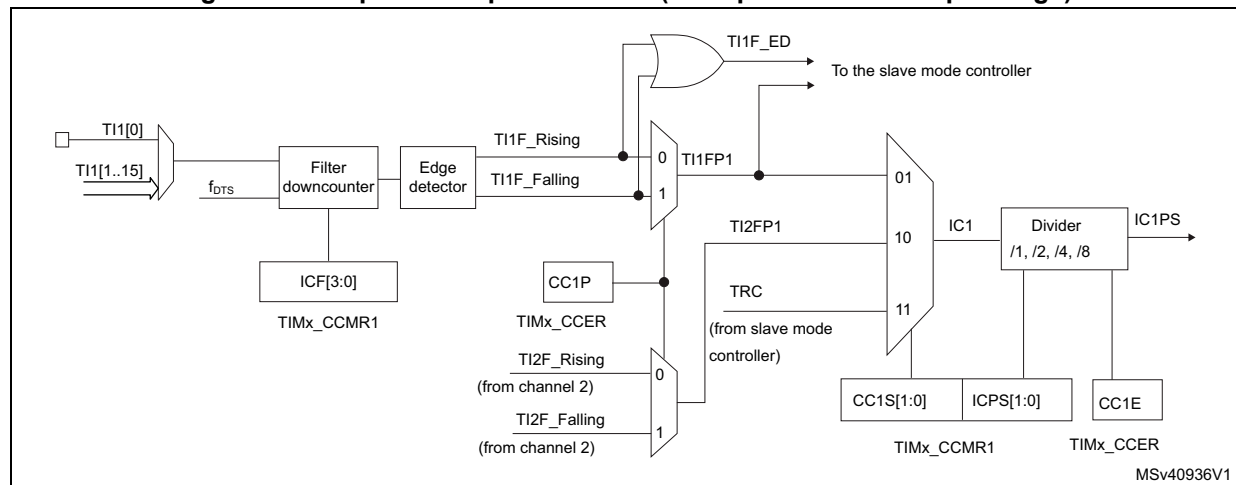 TI1F_ED
To the slave mode controller
TI1[0]
TI1[1..15]
fDTS
Filter
downcounter
Edge
detector
TI1F_Rising
TI1F_Falling
0
1
TI1FP1
01
TI2FP1
10
TRC
11
(from slave mode
controller)
IC1
Divider
/1, /2, /4, /8
IC1PS
ICF[3:0]
TIMx_CCMR1
CC1P
TIMx_CCER
TI2F_Rising
(from channel 2)
0
TI2F_Falling
1
(from channel 2)
CC1S[1:0]
ICPS[1:0]
CC1E
TIMx_CCMR1
TIMx_CCER
MSv40936V1